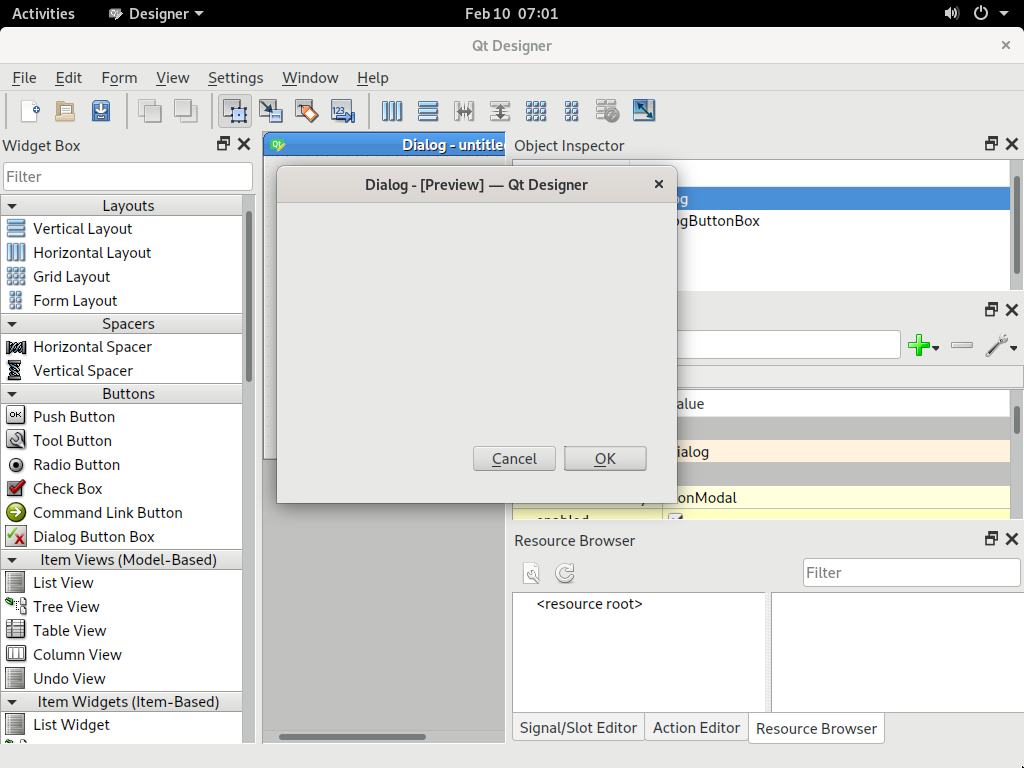 Activities Designer Feb 10 07:01
Qt Designer
File Edit Form View Settings Window Help
Widget Box
Filter
Layouts
Vertical Layout
Horizontal Layout
Grid Layout
Form Layout
Spacers
Horizontal Spacer
Vertical Spacer
Buttons
OK Push Button
Tool Button
Radio Button
Check Box
Command Link Button
Dialog Button Box
Item Views (Model-Based)
List View
Tree View
Table View
Column View
Undo View
Item Widgets (Item-Based)
List Widget
Qt Dialog - untitle
Dialog - [Preview] — Qt Designer
Cancel OK
Object Inspector
og
ogButtonBox
alue
ialog
onModal
enabled
Resource Browser
Filter
<resource root>
Signal/Slot Editor Action Editor Resource Browser